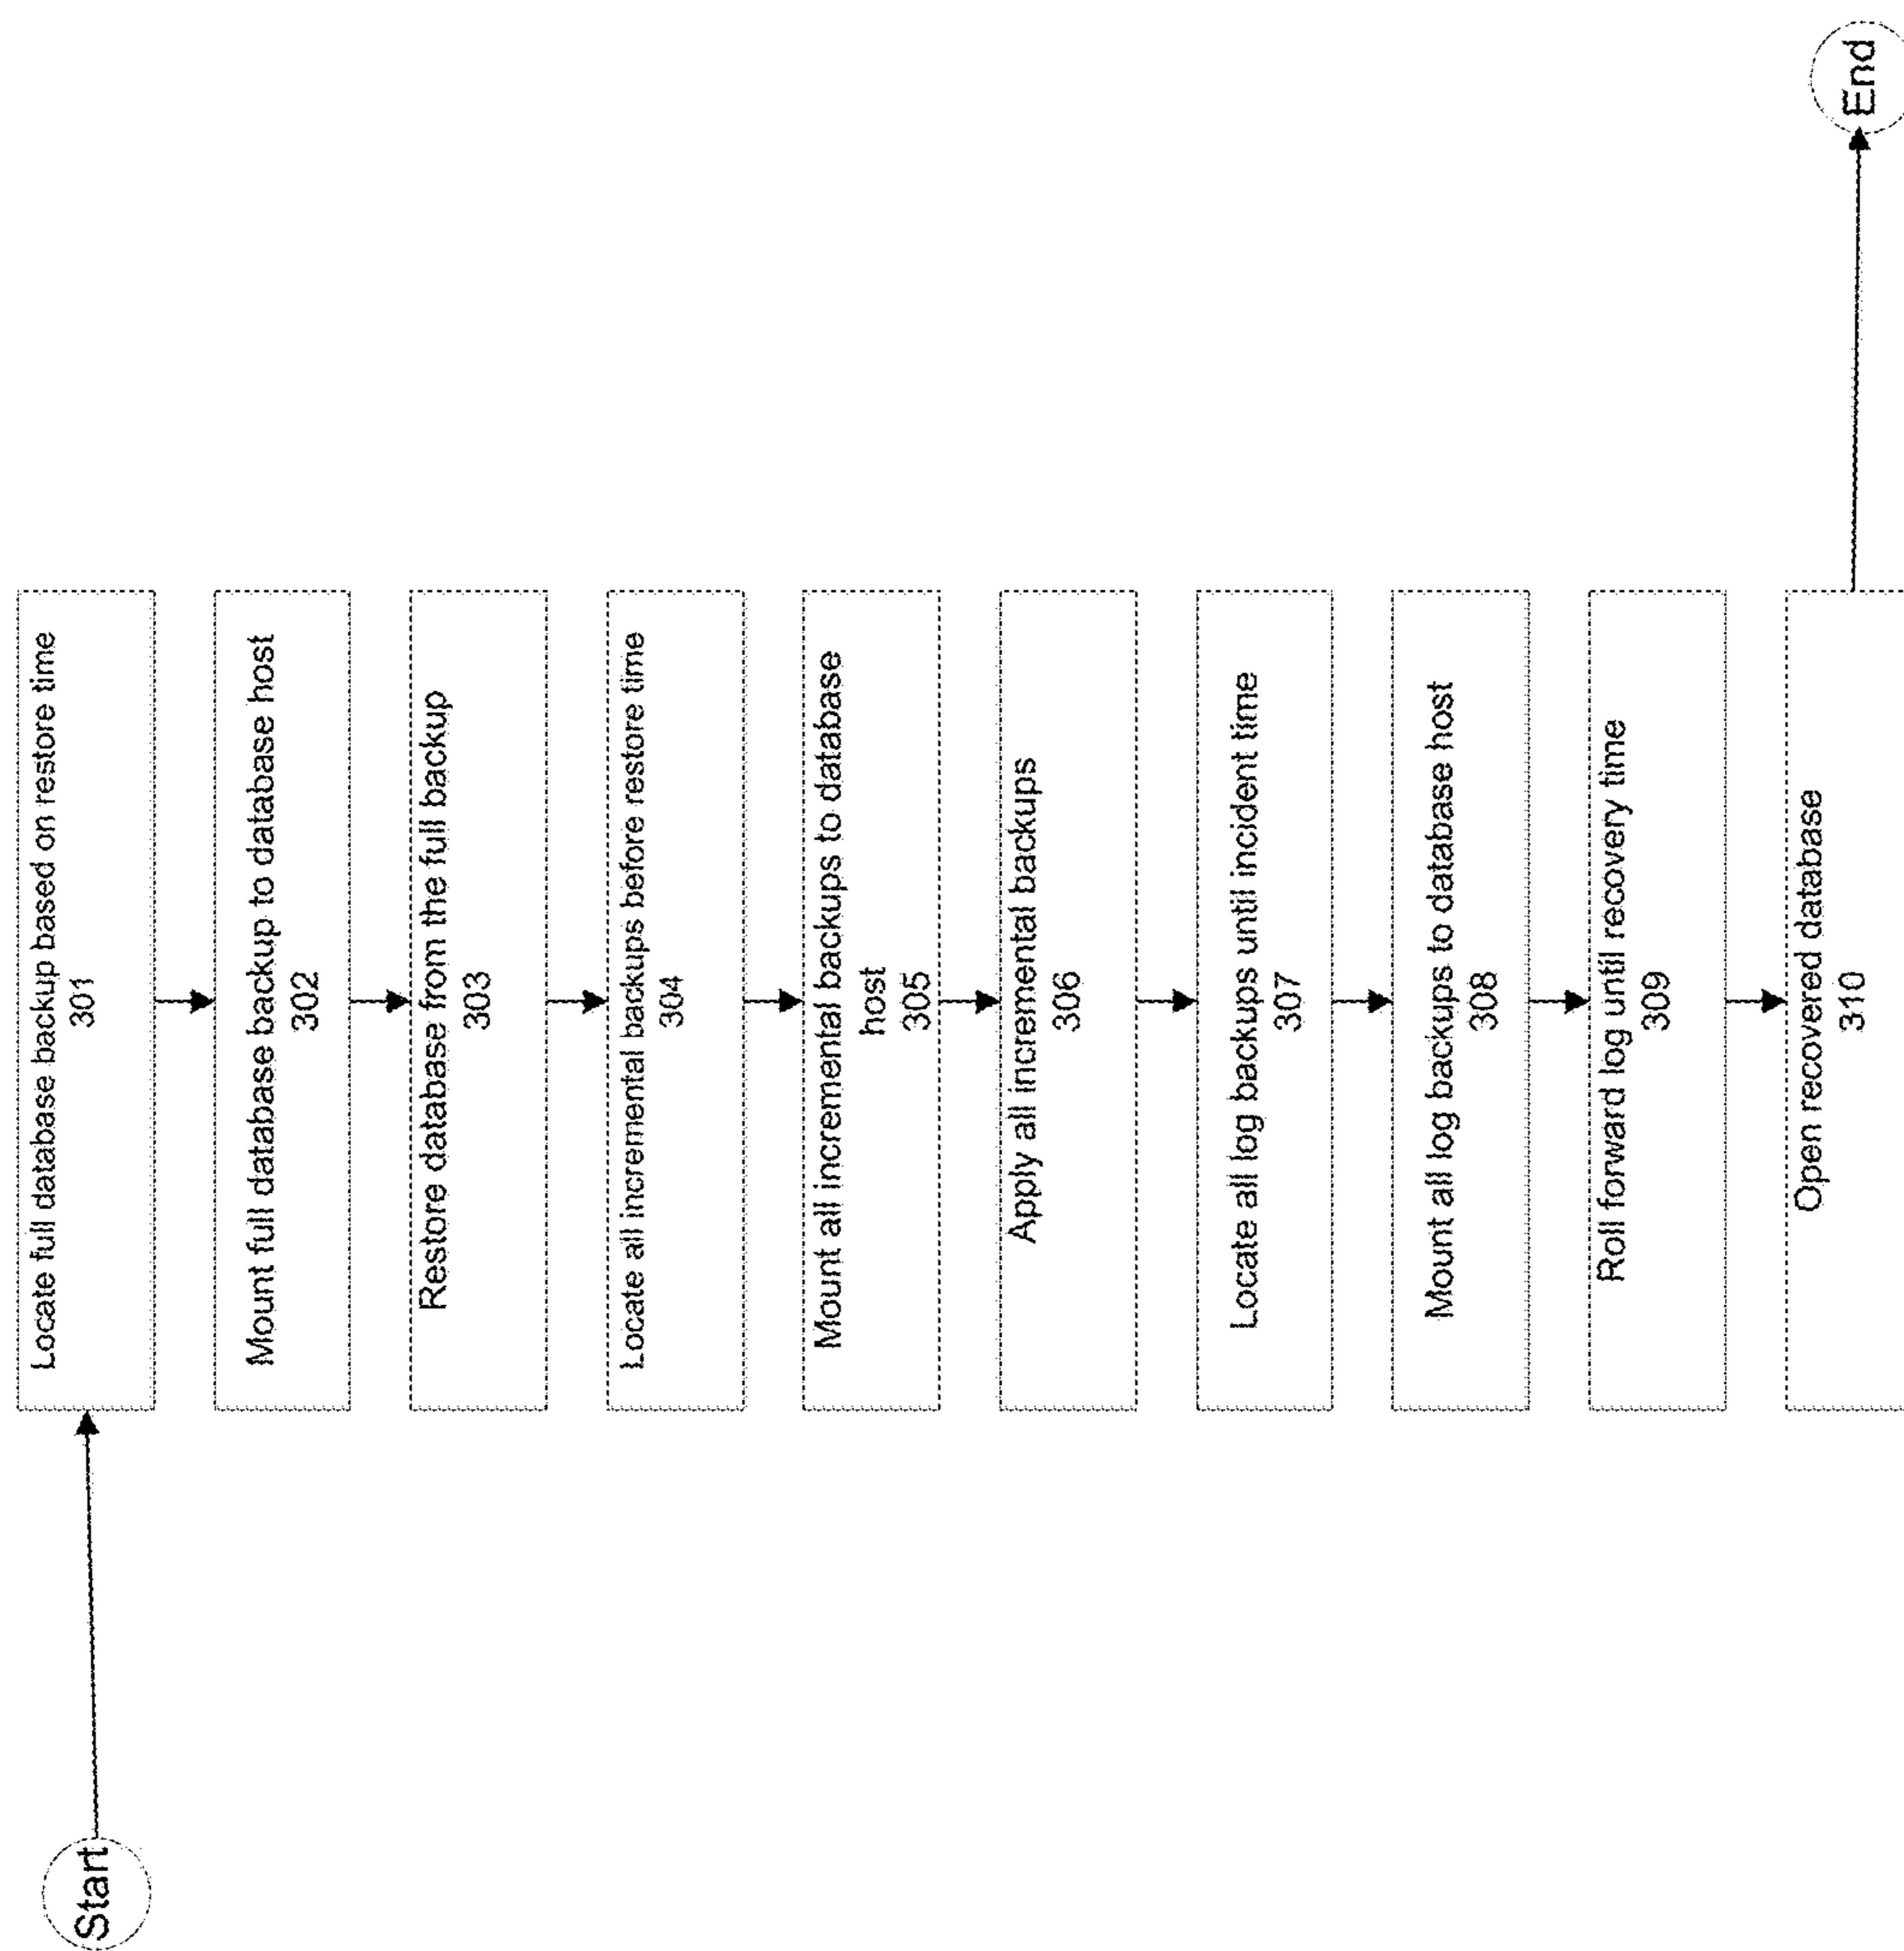 Start
Locate full database backup based on restore time
301
Mount full database backup to database host
302
Restore database from the full backup
303
Locate all incremental backups before restore time
304
Mount all incremental backups to database
host
305
Apply all incremental backups
306
Locate all log backups until incident time
307
Mount all log backups to database host
308
Roll forward log until recovery time
309
Open recovered database
310
End